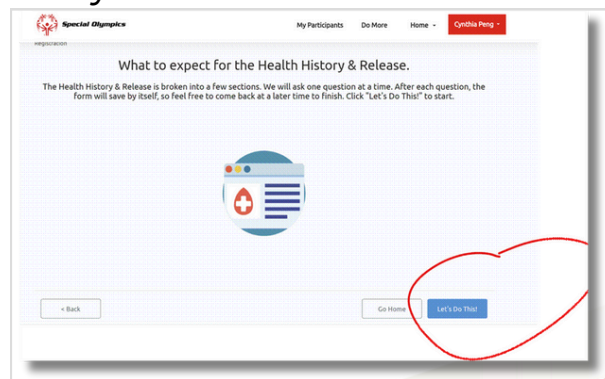 Special Olympics
My Participants Do More Home Cynthia Peng
Registration
What to expect for the Health History & Release.
The Health History & Release is broken into a few sections. We will ask one question at a time. After each question, the
form will save by itself, so feel free to come back at a later time to finish. Click "Let's Do This!" to start.
< Back Go Home Let's Do This!